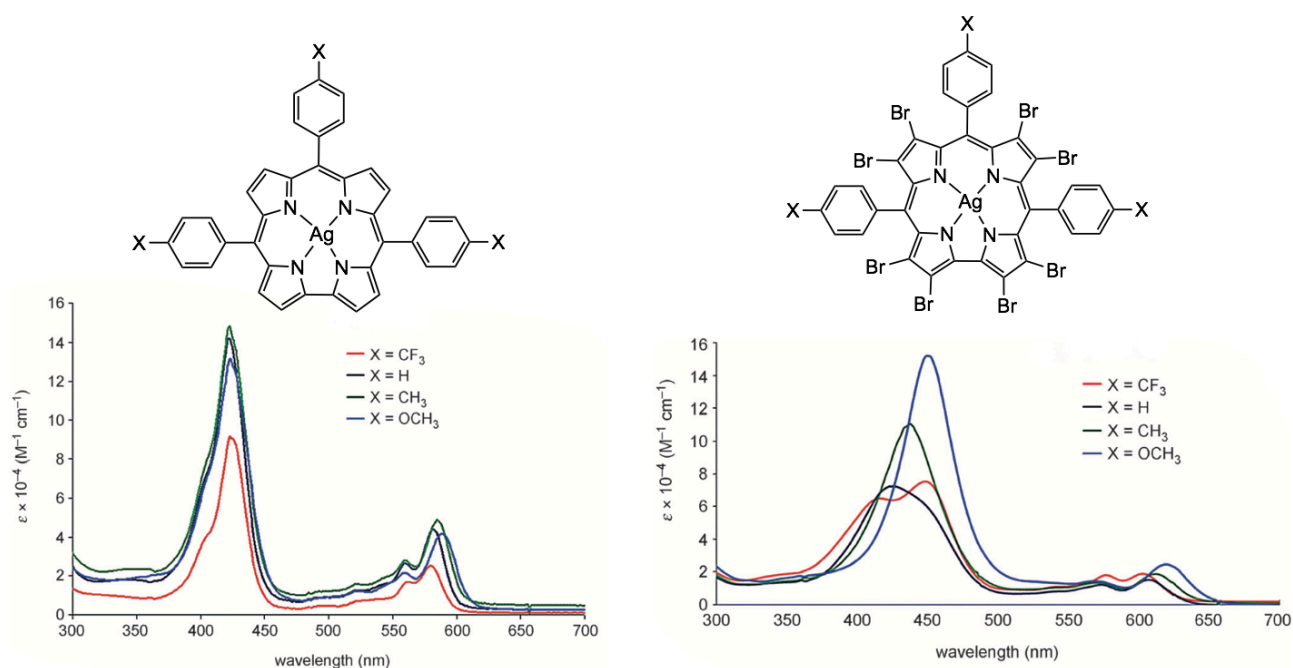 X
X
X
N
N
Ag
N
N
X
Br
Br
Br
Br
X
X
N
N
Ag
N
N
Br
Br
Br
Br
16
14
12
10
8
6
4
2
0
ε × 10⁻⁴ (M⁻¹ cm⁻¹)
X = CF₃
X = H
X = CH₃
X = OCH₃
300
350
400
450
500
550
600
650
700
wavelength (nm)
16
14
12
10
8
6
4
2
0
ε × 10⁻⁴ (M⁻¹ cm⁻¹)
X = CF₃
X = H
X = CH₃
X = OCH₃
300
350
400
450
500
550
600
650
700
wavelength (nm)